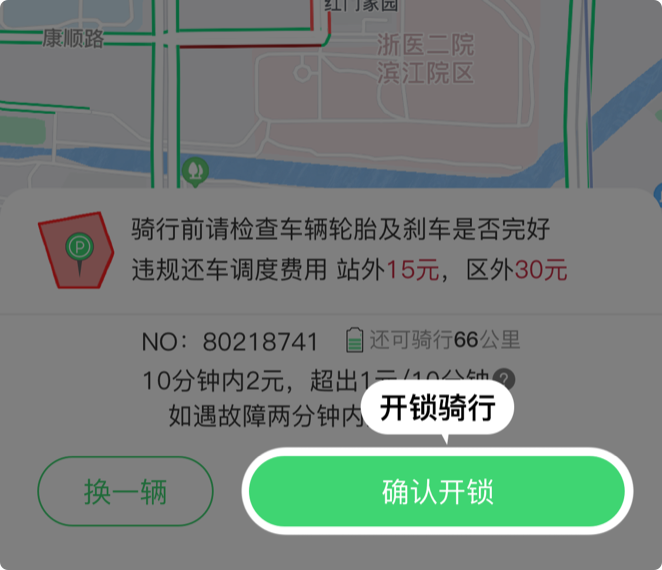 红门家园
康顺路
浙医二院
滨江院区
P
骑行前请检查车辆轮胎及刹车是否完好
违规还车调度费用 站外15元，区外30元
NO：80218741 还可骑行66公里
10分钟内2元，超出1元/10分钟?
如遇故障两分钟内
开锁骑行
换一辆
确认开锁